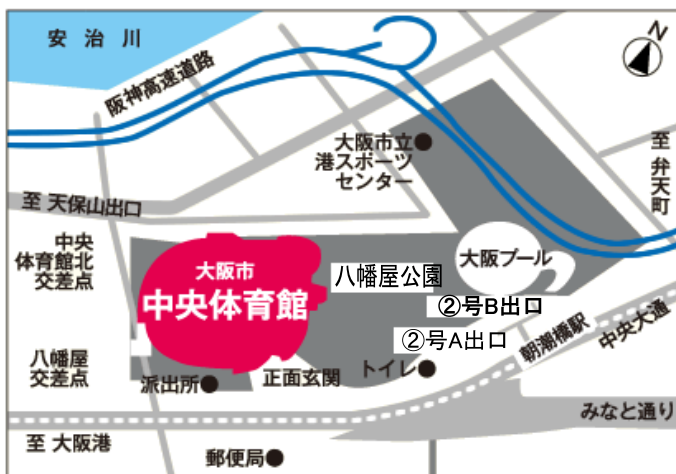 安治川
阪神高速道路
N
大阪市立
港スポーツ
センター
至
弁
天
町
至 天保山出口
中央
体育館北
交差点
大阪市
中央体育館
八幡屋公園
大阪プール
②号B出口
②号A出口
朝潮橋駅
中央大通
八幡屋
交差点
派出所
正面玄関
トイレ
みなと通り
至 大阪港
郵便局